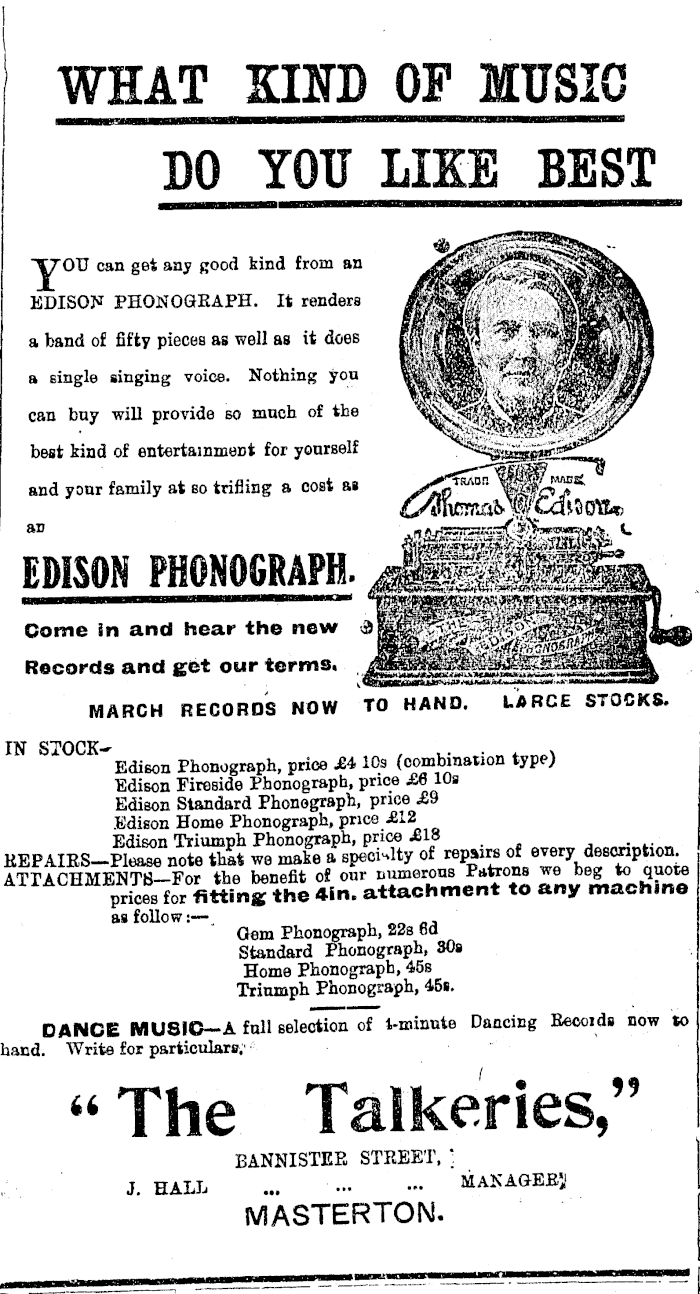 WHAT KIND OF MUSIC
DO YOU LIKE BEST
YOU can get any good kind from an
EDISON PHONOGRAPH. It renders
a band of fifty pieces as well as it does
a single singing voice. Nothing you
can buy will provide so much of the
best kind of entertainment for yourself
and your family at so trifling a cost as
an
EDISON PHONOGRAPH.
Come in and hear the new
Records and get our terms.
TRADE MARK
Thomas Edison
THE EDISON PHONOGRAPH
MARCH RECORDS NOW TO HAND. LARGE STOCKS.
IN STOCK—
Edison Phonograph, price £4 10s (combination type)
Edison Fireside Phonograph, price £6 10s
Edison Standard Phonograph, price £9
Edison Home Phonograph, price £12
Edison Triumph Phonograph, price £18
REPAIRS—Please note that we make a specialty of repairs of every description.
ATTACHMENTS—For the benefit of our numerous Patrons we beg to quote
prices for fitting the 4in. attachment to any machine
as follow:—
Gem Phonograph, 22s 6d
Standard Phonograph, 30s
Home Phonograph, 45s
Triumph Phonograph, 45s.
DANCE MUSIC—A full selection of 4-minute Dancing Records now to
hand. Write for particulars.
"The Talkeries,"
BANNISTER STREET,
J. HALL ... ... ... MANAGER,
MASTERTON.